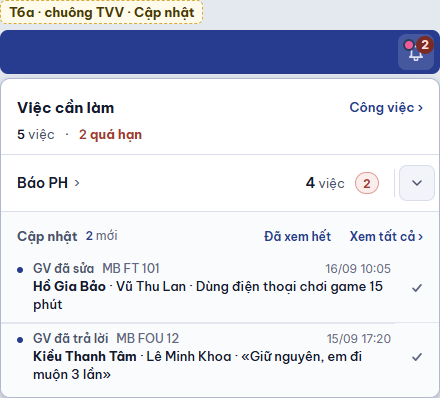 T6a · chuông TVV · Cập nhật
2
Việc cần làm
Công việc ›
5 việc · 2 quá hạn
Báo PH ›
4 việc 2
Cập nhật 2 mới
Đã xem hết Xem tất cả ›
GV đã sửa MB FT 101 16/09 10:05
Hồ Gia Bảo · Vũ Thu Lan · Dùng điện thoại chơi game 15
phút
GV đã trả lời MB FOU 12 15/09 17:20
Kiều Thanh Tâm · Lê Minh Khoa · «Giữ nguyên, em đi
muộn 3 lần»